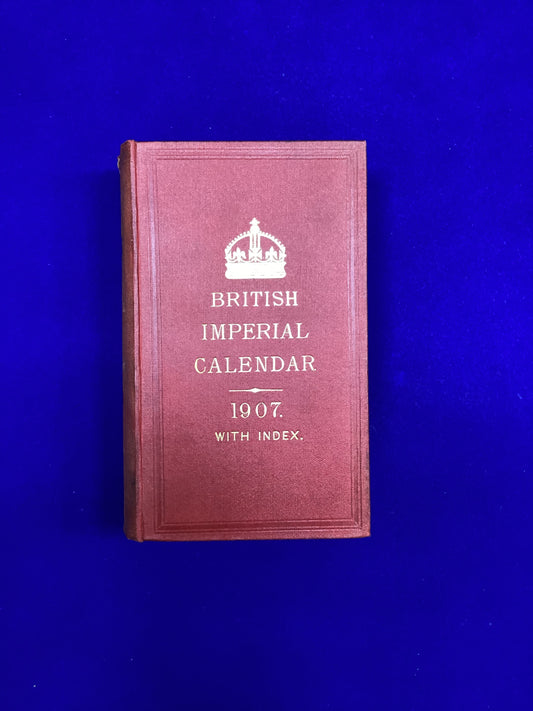 BRITISH
IMPERIAL
CALENDAR
1907.
WITH INDEX.